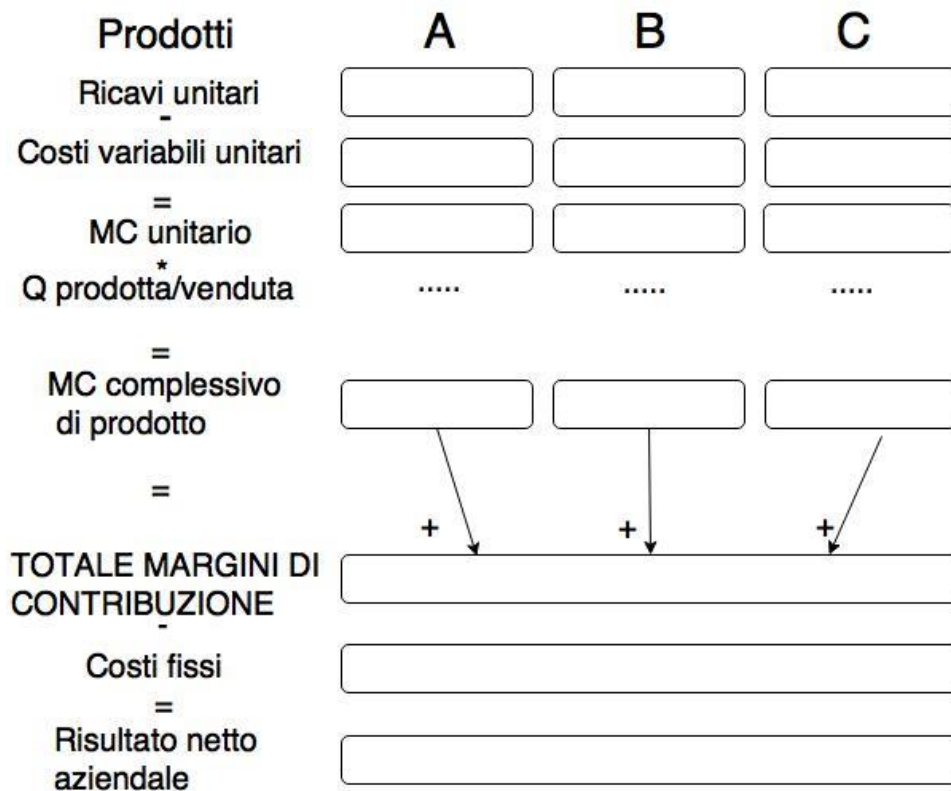 Prodotti A B C
Ricavi unitari
-
Costi variabili unitari
=
MC unitario
*
Q prodotta/venduta ..... ..... .....
=
MC complessivo
di prodotto
=
+ + +
TOTALE MARGINI DI
CONTRIBUZIONE
-
Costi fissi
=
Risultato netto
aziendale